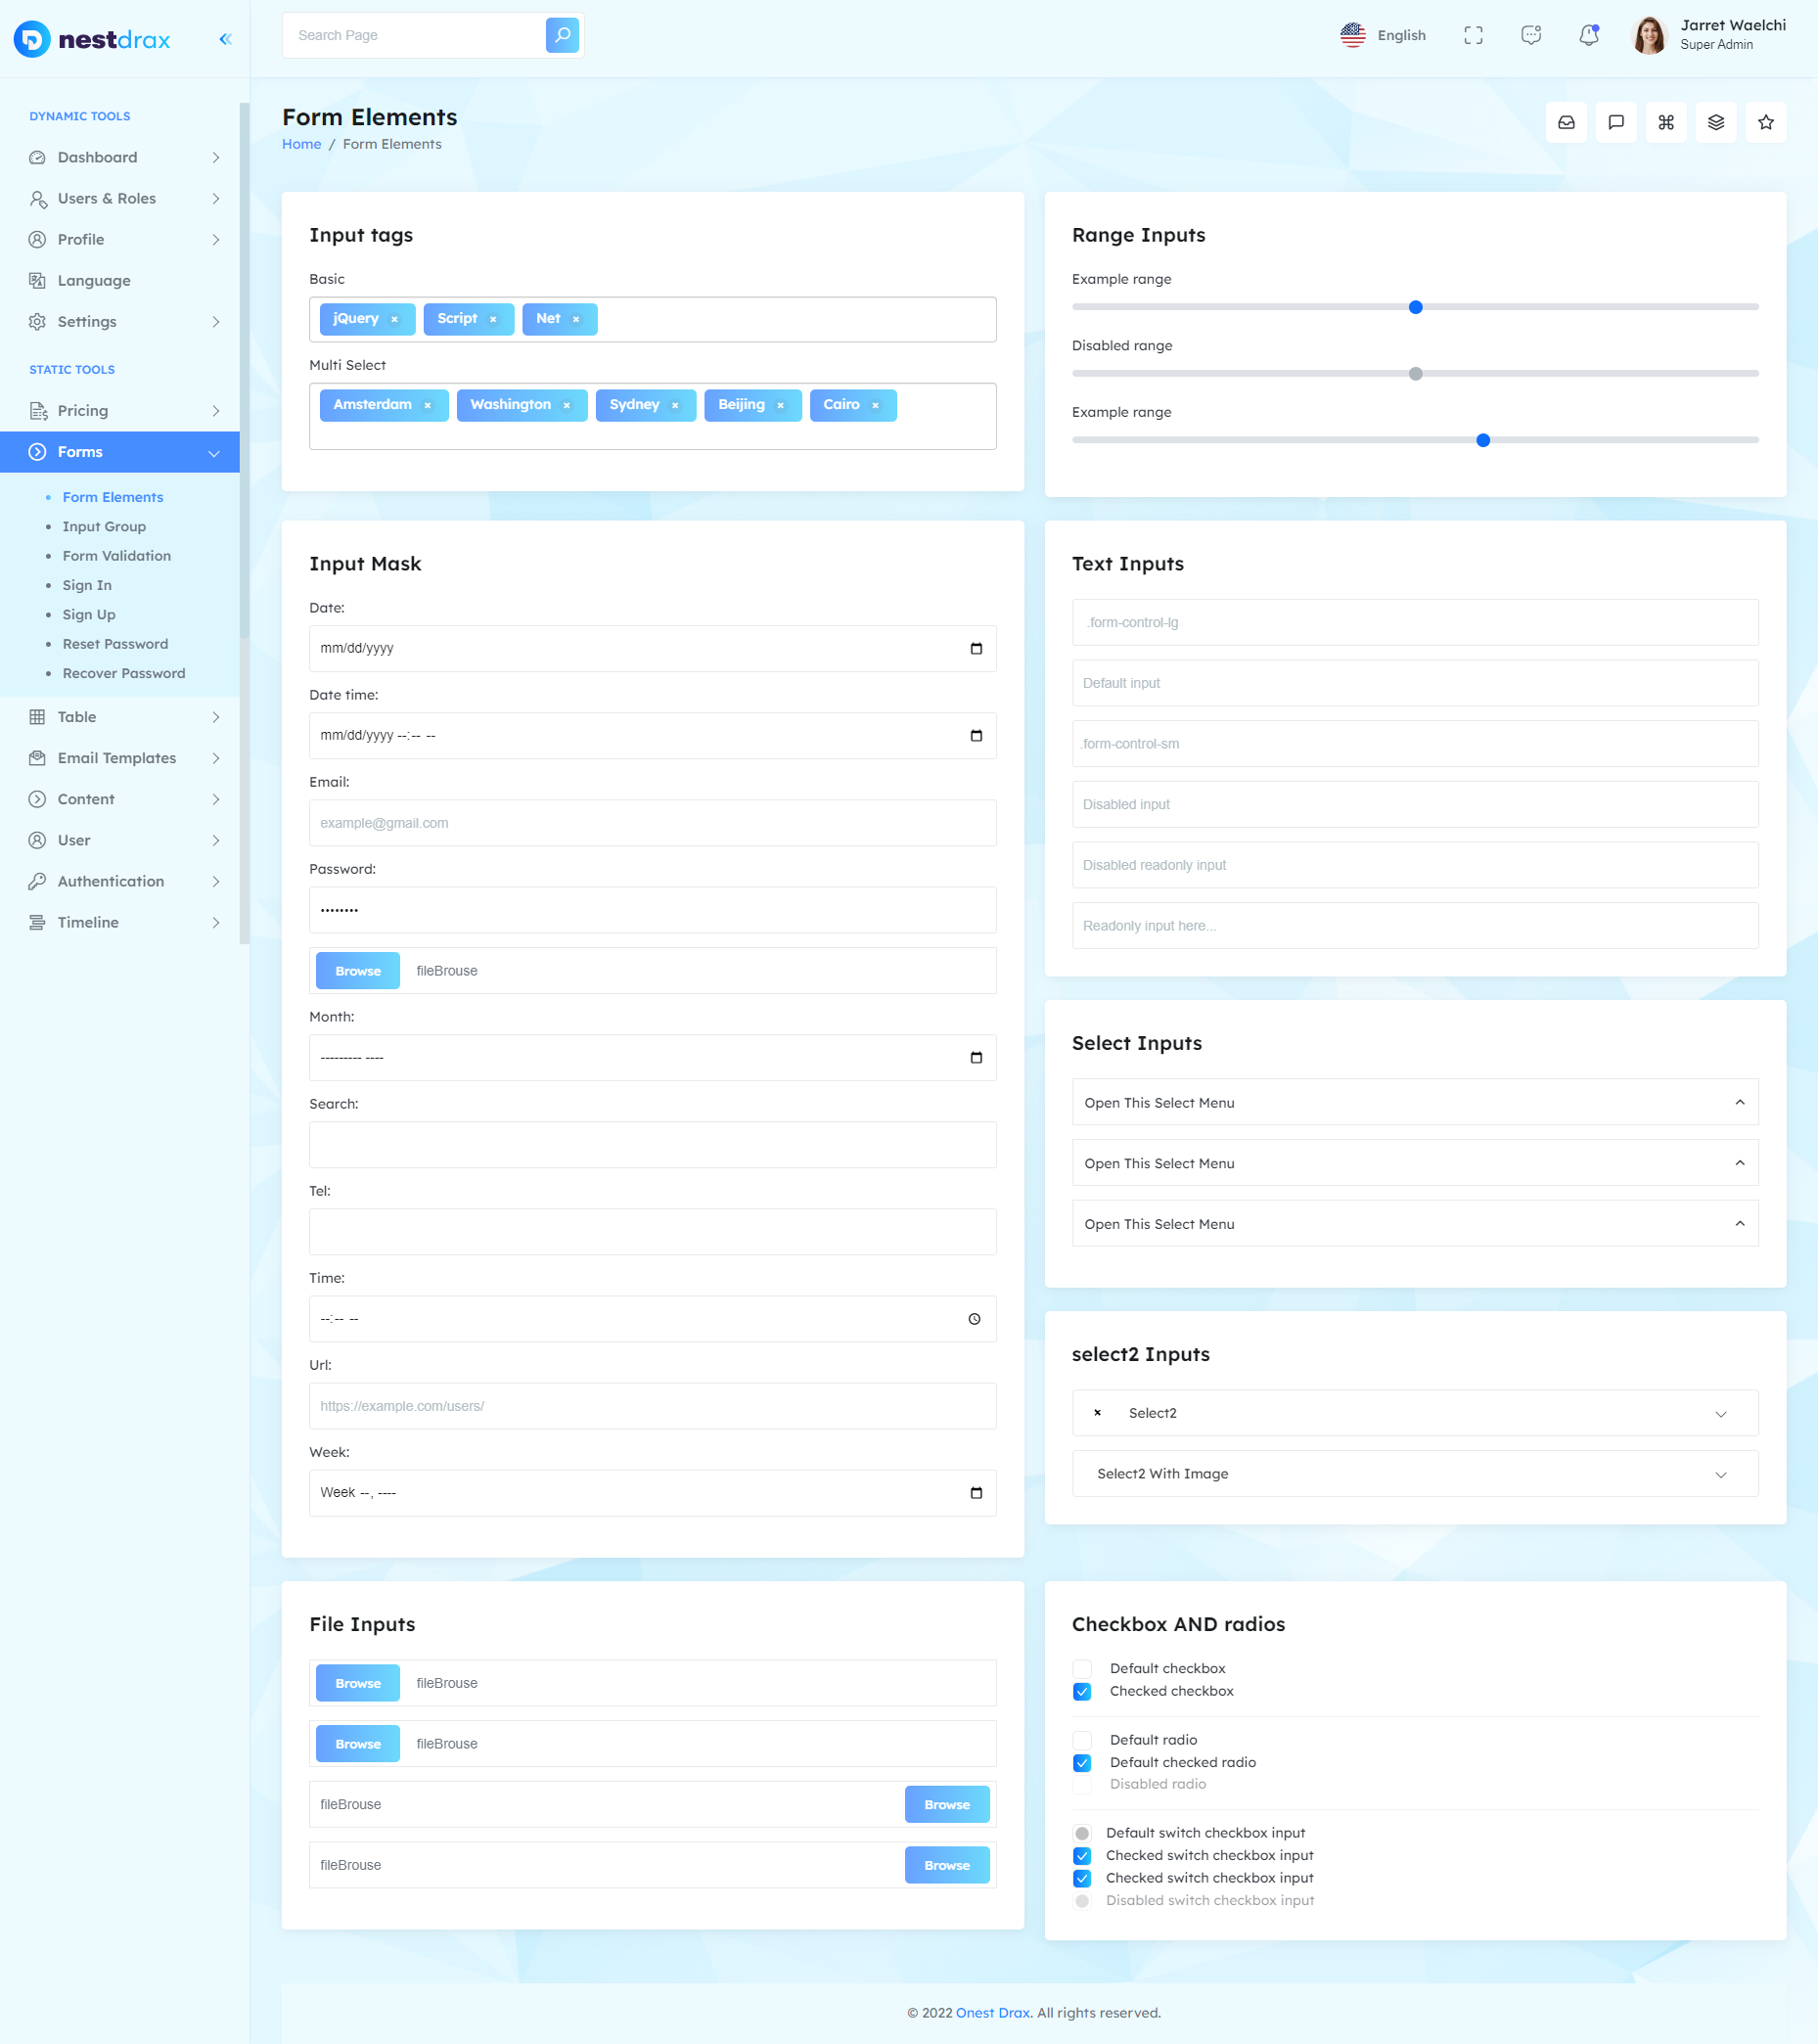 nestdrax
Search Page
English
Jarret Waelchi
Super Admin
DYNAMIC TOOLS
Dashboard
Users & Roles
Profile
Language
Settings
STATIC TOOLS
Pricing
Forms
Form Elements
Input Group
Form Validation
Sign In
Sign Up
Reset Password
Recover Password
Table
Email Templates
Content
User
Authentication
Timeline
Form Elements
Home / Form Elements
Input tags
Basic
jQuery × Script × Net ×
Multi Select
Amsterdam × Washington × Sydney × Beijing × Cairo ×
Range Inputs
Example range
Disabled range
Example range
Input Mask
Date:
mm/dd/yyyy
Date time:
mm/dd/yyyy --:-- --
Email:
example@gmail.com
Password:
••••••••
Browse fileBrouse
Month:
--------- ----
Search:
Tel:
Time:
--:-- --
Url:
https://example.com/users/
Week:
Week --, ----
Text Inputs
.form-control-lg
Default input
.form-control-sm
Disabled input
Disabled readonly input
Readonly input here...
Select Inputs
Open This Select Menu
Open This Select Menu
Open This Select Menu
select2 Inputs
× Select2
Select2 With Image
File Inputs
Browse fileBrouse
Browse fileBrouse
fileBrouse Browse
fileBrouse Browse
Checkbox AND radios
Default checkbox
Checked checkbox
Default radio
Default checked radio
Disabled radio
Default switch checkbox input
Checked switch checkbox input
Checked switch checkbox input
Disabled switch checkbox input
© 2022 Onest Drax. All rights reserved.